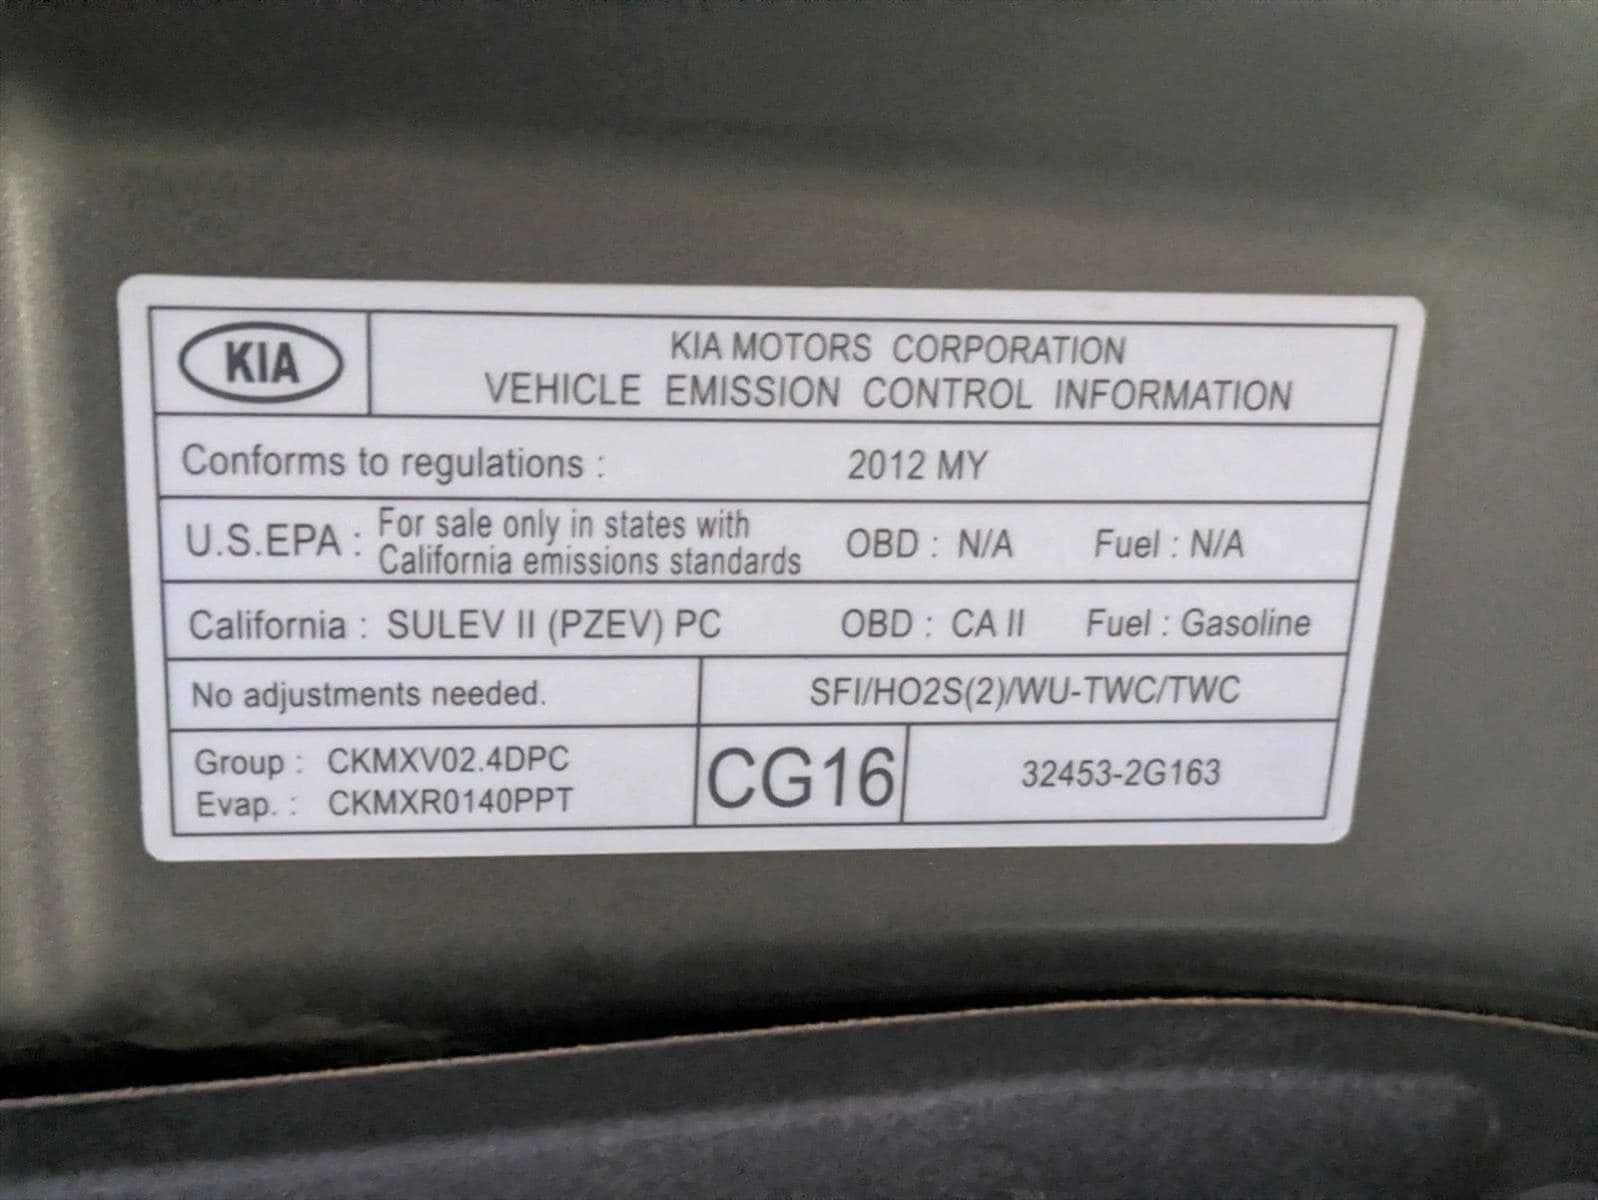 KIA
KIA MOTORS CORPORATION
VEHICLE EMISSION CONTROL INFORMATION
Conforms to regulations : 2012 MY
U.S.EPA : For sale only in states with
California emissions standards OBD : N/A Fuel : N/A
California : SULEV II (PZEV) PC OBD : CA II Fuel : Gasoline
No adjustments needed. SFI/HO2S(2)/WU-TWC/TWC
Group : CKMXV02.4DPC
Evap. : CKMXR0140PPT
CG16
32453-2G163